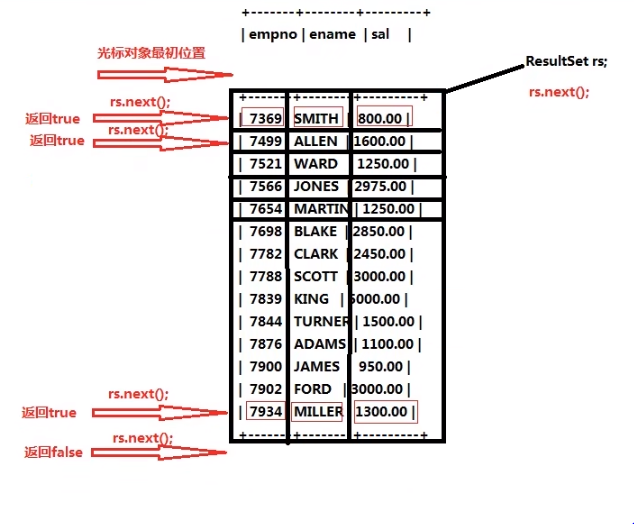 +-------+--------+---------+
| empno | ename | sal |
光标对象最初位置
ResultSet rs;
rs.next();
+-------+--------+---------+
rs.next();
返回true
| 7369 | SMITH | 800.00 |
rs.next();
返回true
| 7499 | ALLEN | 1600.00 |
| 7521 | WARD | 1250.00 |
| 7566 | JONES | 2975.00 |
| 7654 | MARTIN | 1250.00 |
| 7698 | BLAKE | 2850.00 |
| 7782 | CLARK | 2450.00 |
| 7788 | SCOTT | 3000.00 |
| 7839 | KING | 5000.00 |
| 7844 | TURNER | 1500.00 |
| 7876 | ADAMS | 1100.00 |
| 7900 | JAMES | 950.00 |
| 7902 | FORD | 3000.00 |
rs.next();
返回true
| 7934 | MILLER | 1300.00 |
rs.next();
+-------+--------+---------+
返回false